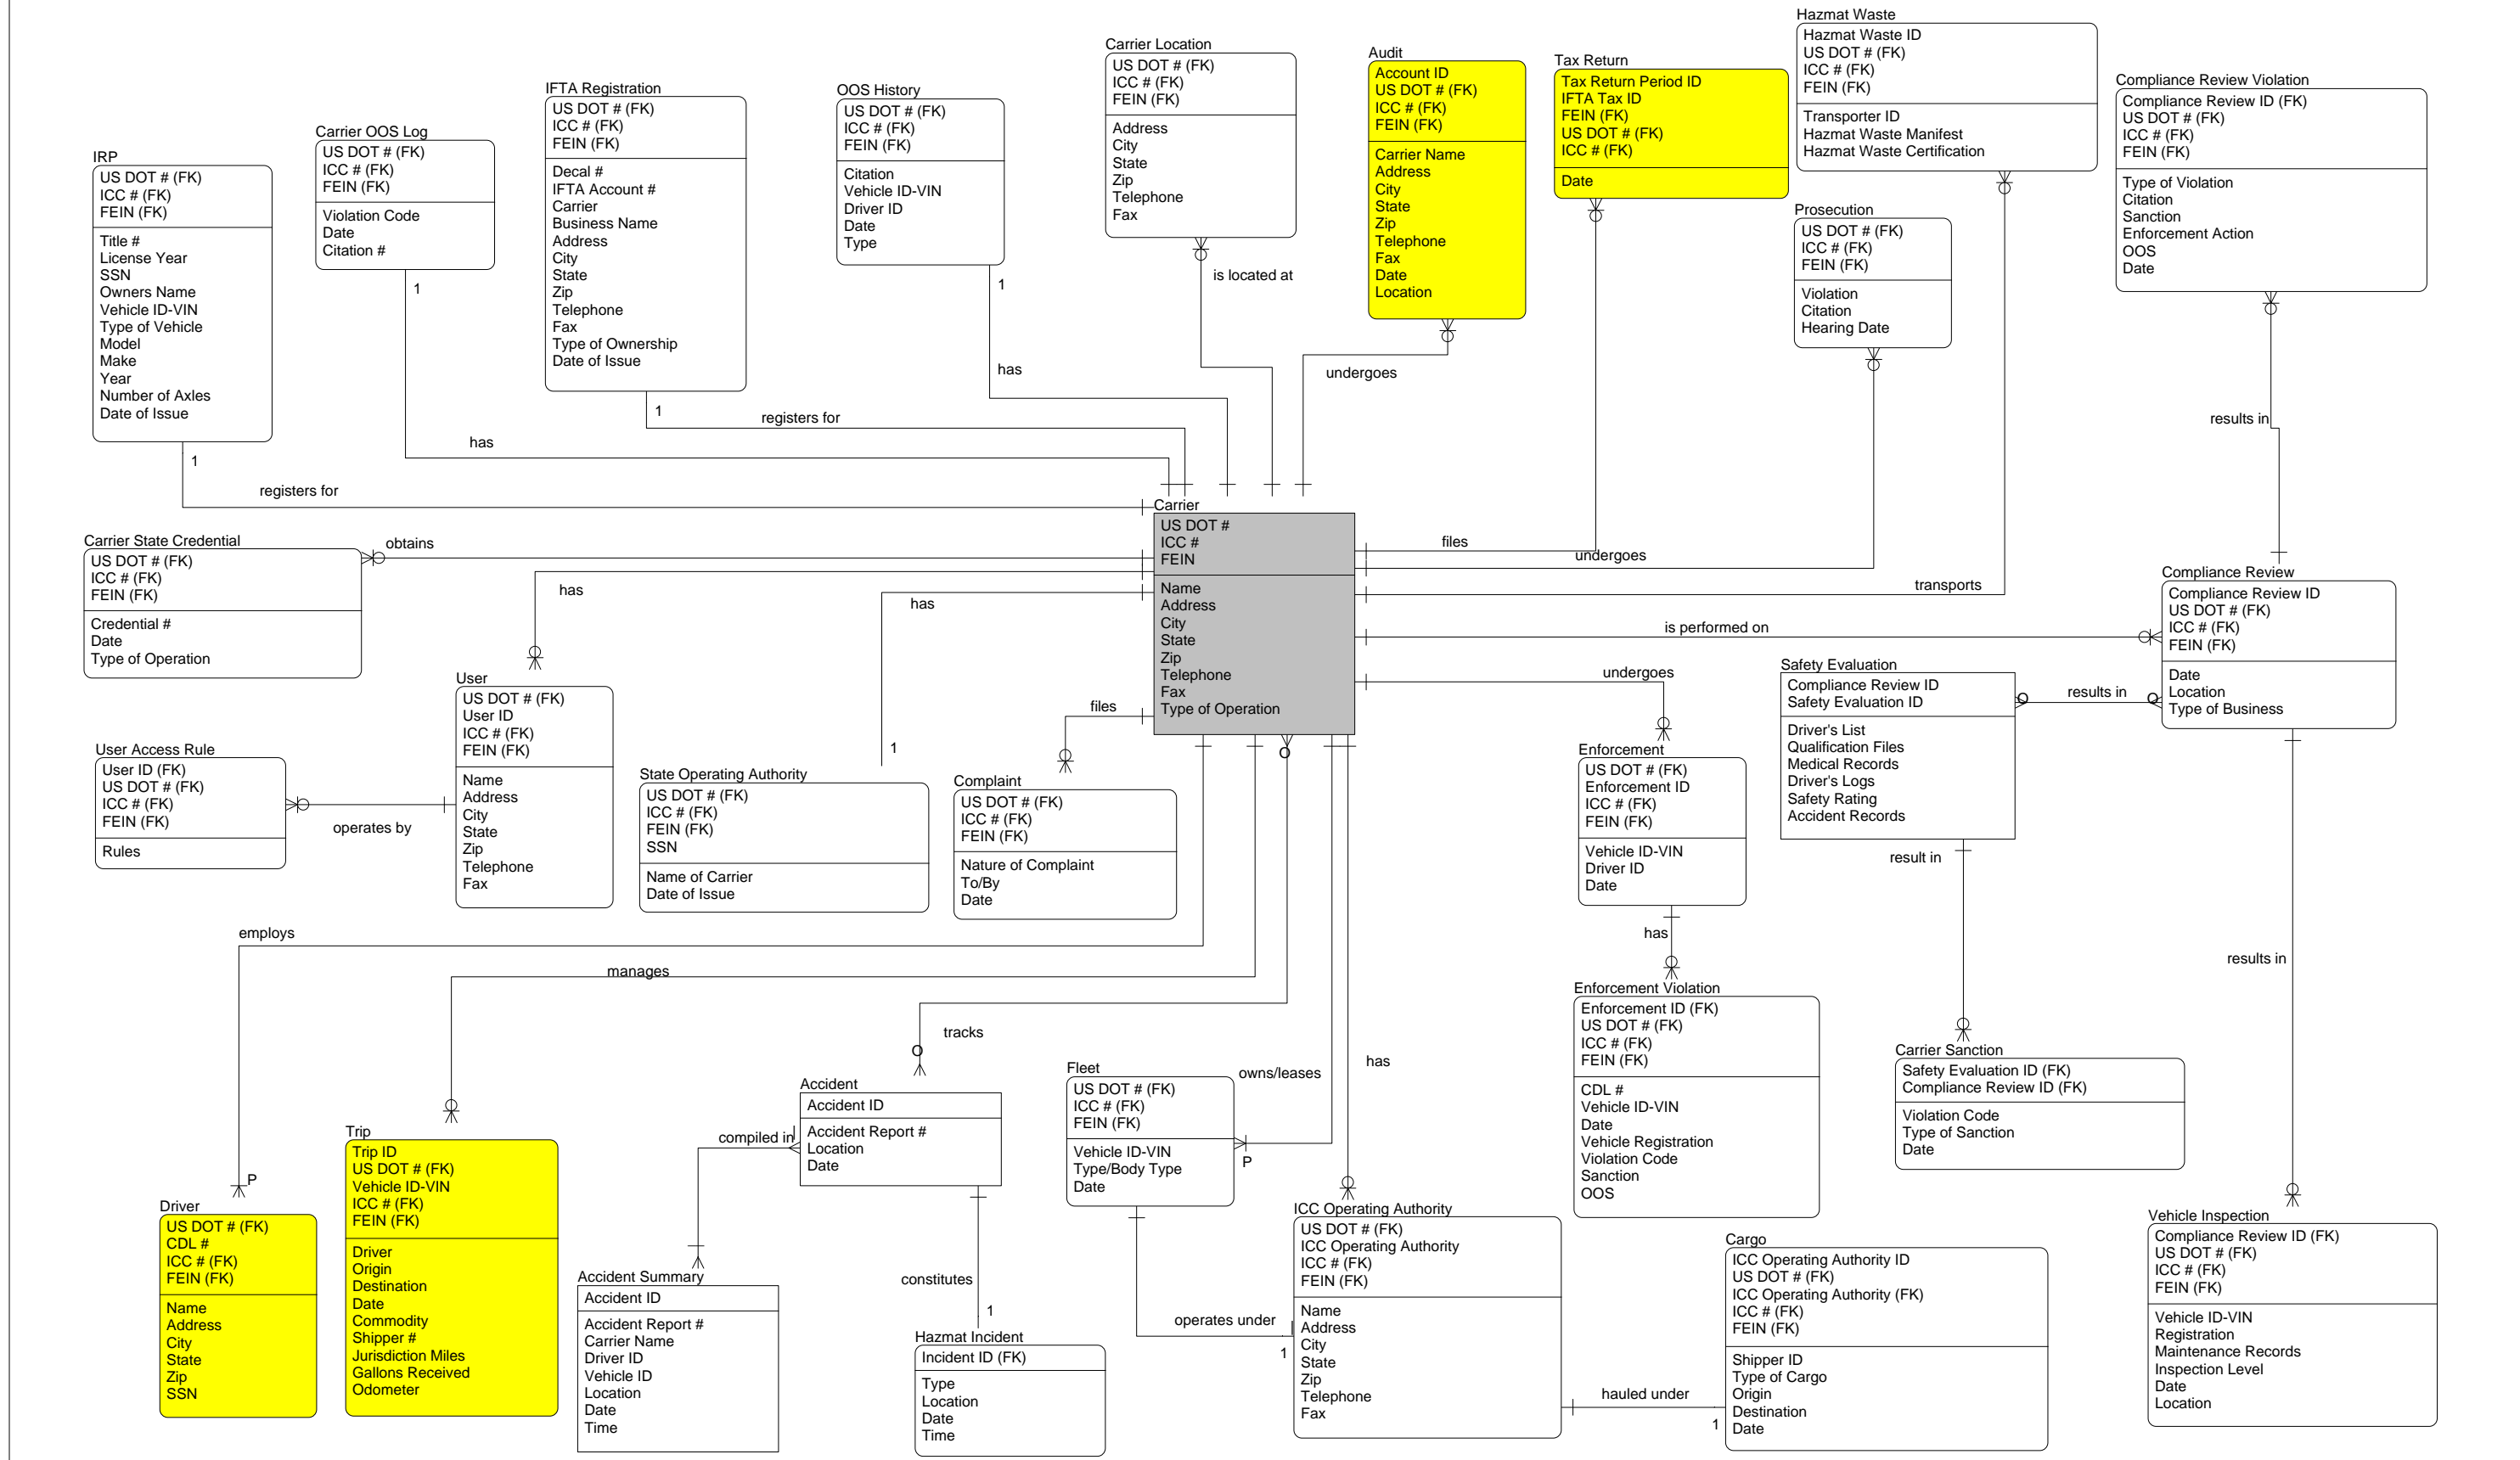 Hazmat Waste
Hazmat Waste ID
US DOT # (FK)
ICC # (FK)
FEIN (FK)
Transporter ID
Hazmat Waste Manifest
Hazmat Waste Certification
Carrier Location
US DOT # (FK)
ICC # (FK)
FEIN (FK)
Address
City
State
Zip
Telephone
Fax
is located at
Audit
Account ID
US DOT # (FK)
ICC # (FK)
FEIN (FK)
Carrier Name
Address
City
State
Zip
Telephone
Fax
Date
Location
undergoes
Tax Return
Tax Return Period ID
IFTA Tax ID
FEIN (FK)
US DOT # (FK)
ICC # (FK)
Date
Compliance Review Violation
Compliance Review ID (FK)
US DOT # (FK)
ICC # (FK)
FEIN (FK)
Type of Violation
Citation
Sanction
Enforcement Action
OOS
Date
results in
IFTA Registration
US DOT # (FK)
ICC # (FK)
FEIN (FK)
Decal #
IFTA Account #
Carrier
Business Name
Address
City
State
Zip
Telephone
Fax
Type of Ownership
Date of Issue
1
registers for
OOS History
US DOT # (FK)
ICC # (FK)
FEIN (FK)
Citation
Vehicle ID-VIN
Driver ID
Date
Type
1
has
Carrier OOS Log
US DOT # (FK)
ICC # (FK)
FEIN (FK)
Violation Code
Date
Citation #
1
has
IRP
US DOT # (FK)
ICC # (FK)
FEIN (FK)
Title #
License Year
SSN
Owners Name
Vehicle ID-VIN
Type of Vehicle
Model
Make
Year
Number of Axles
Date of Issue
1
registers for
Prosecution
US DOT # (FK)
ICC # (FK)
FEIN (FK)
Violation
Citation
Hearing Date
Carrier
US DOT #
ICC #
FEIN
Name
Address
City
State
Zip
Telephone
Fax
Type of Operation
files
undergoes
transports
is performed on
undergoes
Carrier State Credential
US DOT # (FK)
ICC # (FK)
FEIN (FK)
Credential #
Date
Type of Operation
obtains
has
has
1
files
O
Compliance Review
Compliance Review ID
US DOT # (FK)
ICC # (FK)
FEIN (FK)
Date
Location
Type of Business
Safety Evaluation
Compliance Review ID
Safety Evaluation ID
Driver's List
Qualification Files
Medical Records
Driver's Logs
Safety Rating
Accident Records
O
results in
O
result in
User
US DOT # (FK)
User ID
ICC # (FK)
FEIN (FK)
Name
Address
City
State
Zip
Telephone
Fax
User Access Rule
User ID (FK)
US DOT # (FK)
ICC # (FK)
FEIN (FK)
Rules
operates by
State Operating Authority
US DOT # (FK)
ICC # (FK)
FEIN (FK)
SSN
Name of Carrier
Date of Issue
Complaint
US DOT # (FK)
ICC # (FK)
FEIN (FK)
Nature of Complaint
To/By
Date
Enforcement
US DOT # (FK)
Enforcement ID
ICC # (FK)
FEIN (FK)
Vehicle ID-VIN
Driver ID
Date
has
employs
manages
tracks
O
owns/leases
has
results in
Enforcement Violation
Enforcement ID (FK)
US DOT # (FK)
ICC # (FK)
FEIN (FK)
CDL #
Vehicle ID-VIN
Date
Vehicle Registration
Violation Code
Sanction
OOS
Carrier Sanction
Safety Evaluation ID (FK)
Compliance Review ID (FK)
Violation Code
Type of Sanction
Date
Fleet
US DOT # (FK)
ICC # (FK)
FEIN (FK)
Vehicle ID-VIN
Type/Body Type
Date
P
operates under
1
Accident
Accident ID
Accident Report #
Location
Date
compiled in
constitutes
1
Trip
Trip ID
US DOT # (FK)
Vehicle ID-VIN
ICC # (FK)
FEIN (FK)
Driver
Origin
Destination
Date
Commodity
Shipper #
Jurisdiction Miles
Gallons Received
Odometer
P
Driver
US DOT # (FK)
CDL #
ICC # (FK)
FEIN (FK)
Name
Address
City
State
Zip
SSN
Accident Summary
Accident ID
Accident Report #
Carrier Name
Driver ID
Vehicle ID
Location
Date
Time
Hazmat Incident
Incident ID (FK)
Type
Location
Date
Time
ICC Operating Authority
US DOT # (FK)
ICC Operating Authority
ICC # (FK)
FEIN (FK)
Name
Address
City
State
Zip
Telephone
Fax
hauled under
1
Cargo
ICC Operating Authority ID
US DOT # (FK)
ICC Operating Authority (FK)
ICC # (FK)
FEIN (FK)
Shipper ID
Type of Cargo
Origin
Destination
Date
Vehicle Inspection
Compliance Review ID (FK)
US DOT # (FK)
ICC # (FK)
FEIN (FK)
Vehicle ID-VIN
Registration
Maintenance Records
Inspection Level
Date
Location